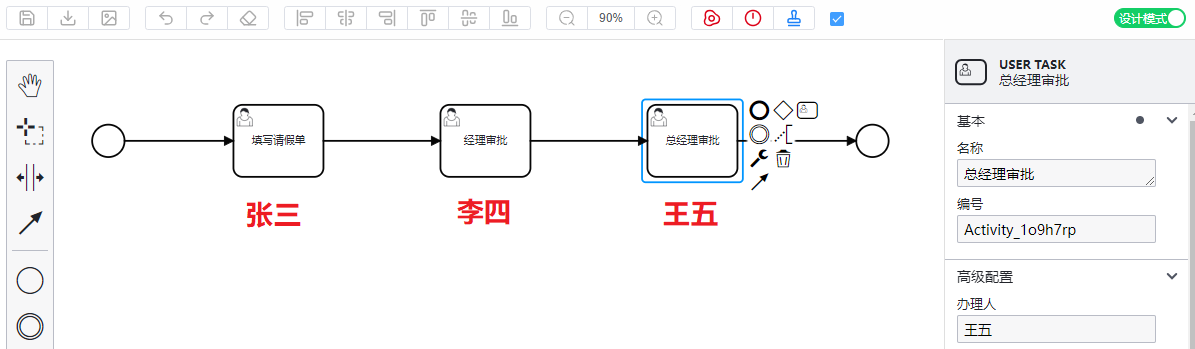 90%
设计模式
USER TASK
总经理审批
填写请假单
经理审批
总经理审批
张三
李四
王五
基本
名称
总经理审批
编号
Activity_1o9h7rp
高级配置
办理人
王五